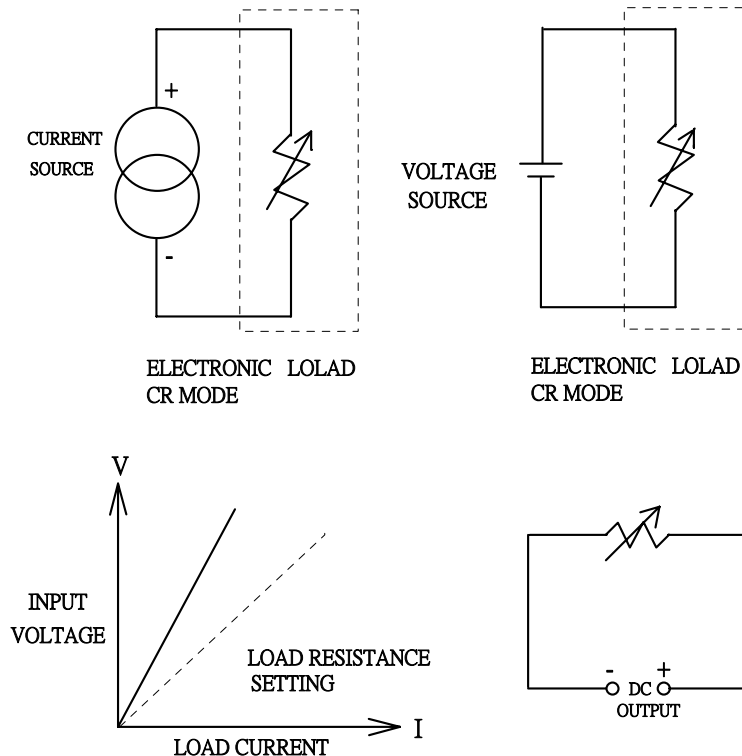 +
CURRENT
SOURCE
-
ELECTRONIC LOLAD
CR MODE
VOLTAGE
SOURCE
ELECTRONIC LOLAD
CR MODE
V
INPUT
VOLTAGE
LOAD RESISTANCE
SETTING
I
LOAD CURRENT
- +
DC
OUTPUT